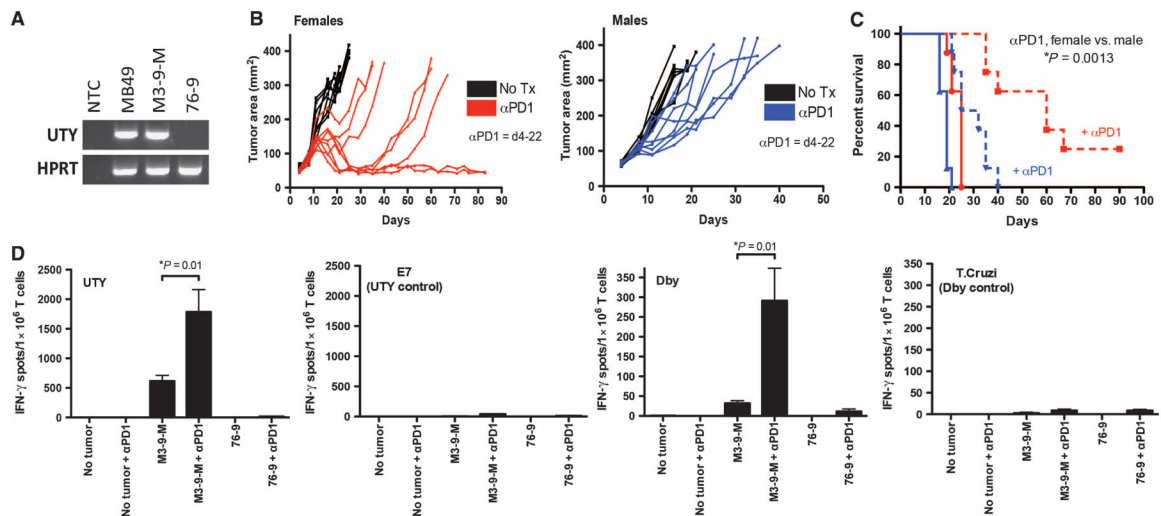 A
NTC
MB49
M3-9-M
76-9
UTY
HPRT
B
Females
Tumor area (mm²)
400
300
200
100
0
0 10 20 30 40 50 60 70 80 90
Days
No Tx
αPD1
αPD1 = d4-22
Males
Tumor area (mm²)
400
300
200
100
0
0 10 20 30 40 50
Days
No Tx
αPD1
αPD1 = d4-22
C
Percent survival
100
80
60
40
20
0
0 10 20 30 40 50 60 70 80 90 100
Days
αPD1, female vs. male
*P = 0.0013
+ αPD1
+ αPD1
D
IFN-γ spots/1 × 10⁶ T cells
2500
2000
1500
1000
500
0
UTY
*P = 0.01
No tumor
No tumor + αPD1
M3-9-M
M3-9-M + αPD1
76-9
76-9 + αPD1
IFN-γ spots/1 × 10⁶ T cells
2500
2000
1500
1000
500
0
E7
(UTY control)
No tumor
No tumor + αPD1
M3-9-M
M3-9-M + αPD1
76-9
76-9 + αPD1
IFN-γ spots/1 × 10⁶ T cells
350
300
250
200
150
100
50
0
Dby
*P = 0.01
No tumor
No tumor + αPD1
M3-9-M
M3-9-M + αPD1
76-9
76-9 + αPD1
IFN-γ spots/1 × 10⁶ T cells
350
300
250
200
150
100
50
0
T.Cruzi
(Dby control)
No tumor
No tumor + αPD1
M3-9-M
M3-9-M + αPD1
76-9
76-9 + αPD1